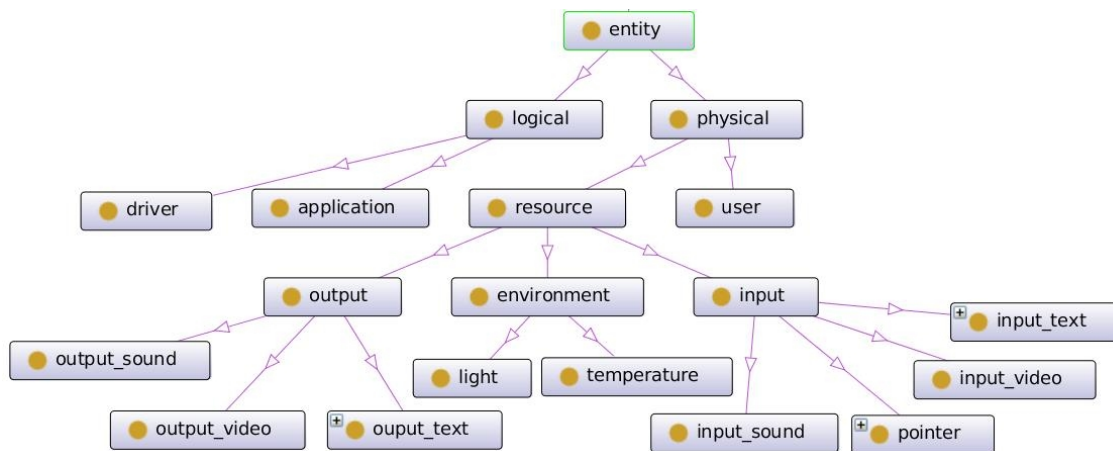 entity
logical
physical
driver
application
resource
user
output
environment
input
input_text
output_sound
light
temperature
input_video
output_video
ouput_text
input_sound
pointer